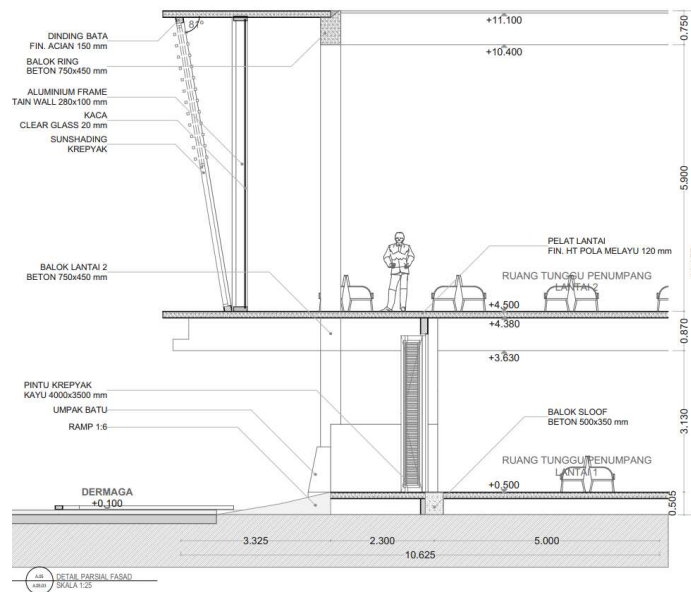 +11.100
0.750
81°
DINDING BATA
FIN. ACIAN 150 mm
+10.400
BALOK RING
BETON 750x450 mm
ALUMINIUM FRAME
TAIN WALL 280x100 mm
KACA
CLEAR GLASS 20 mm
SUNSHADING
KREPYAK
5.900
PELAT LANTAI
FIN. HT POLA MELAYU 120 mm
BALOK LANTAI 2
BETON 750x450 mm
RUANG TUNGGU PENUMPANG
LANTAI 2
+4.500
+4.380
0.870
+3.630
PINTU KREPYAK
KAYU 4000x3500 mm
3.130
UMPAK BATU
BALOK SLOOF
BETON 500x350 mm
RAMP 1:6
RUANG TUNGGU PENUMPANG
LANTAI 1
DERMAGA
+0.100
+0.500
0.505
3.325
2.300
5.000
10.625
DETAIL PARSIAL FASAD
SKALA 1:25